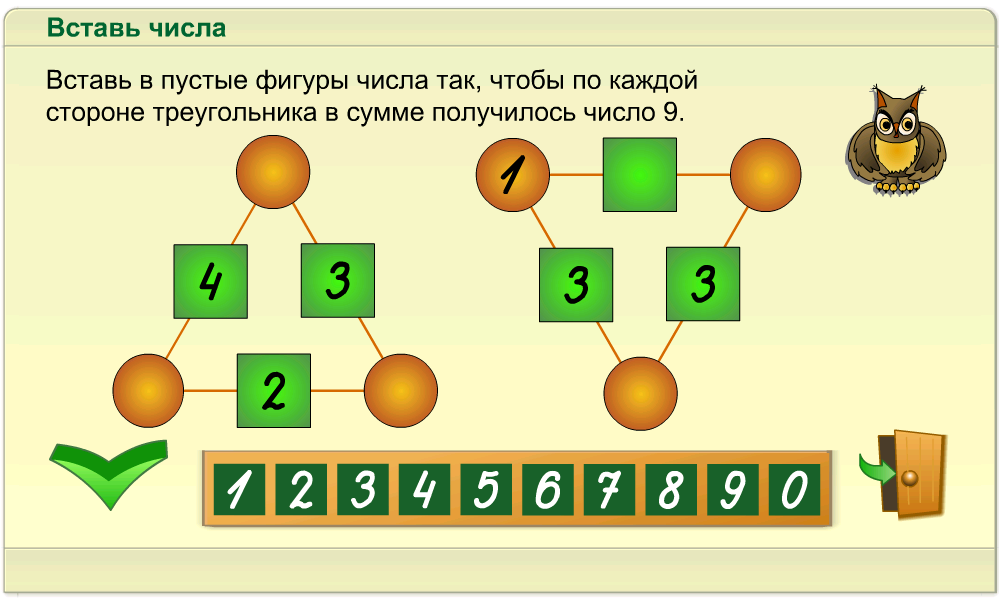 Вставь числа
Вставь в пустые фигуры числа так, чтобы по каждой
стороне треугольника в сумме получилось число 9.
1
4 3
3 3
2
1 2 3 4 5 6 7 8 9 0